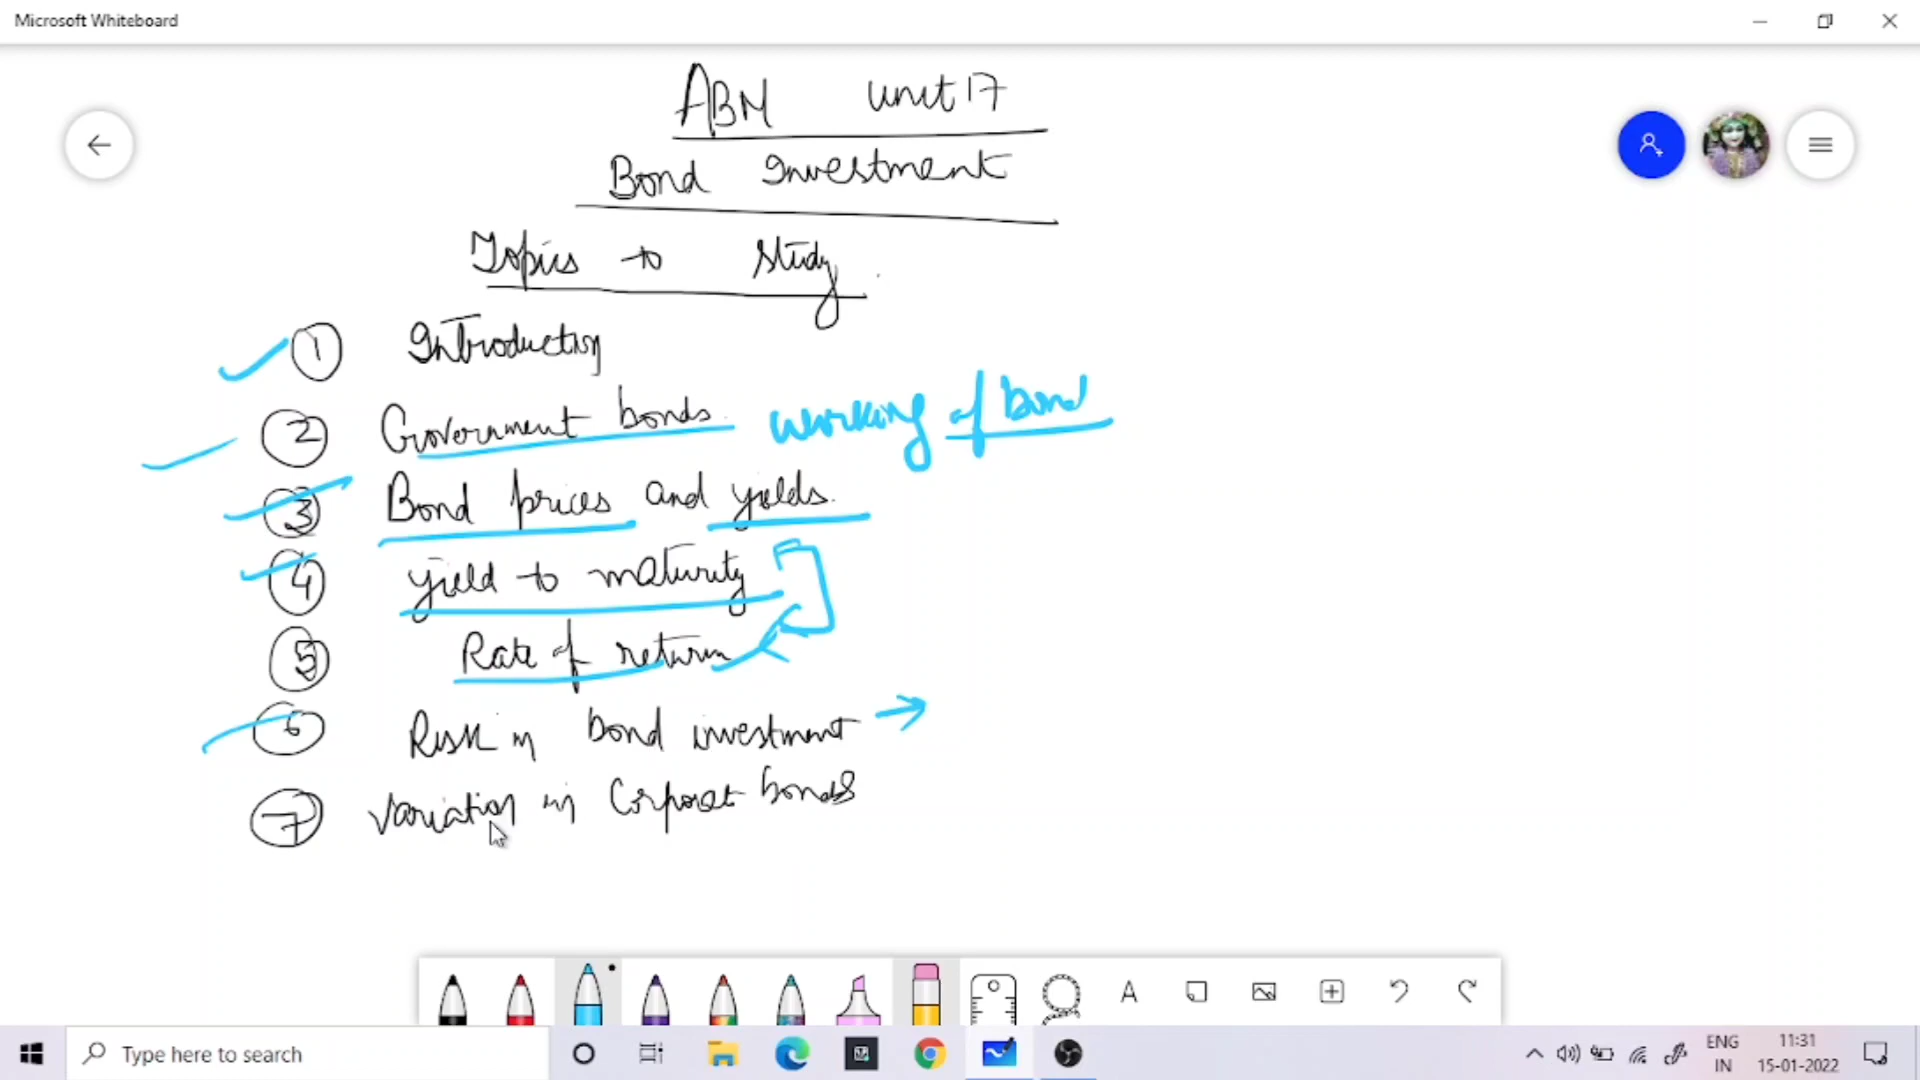 Microsoft Whiteboard
ABM unit 17
Bond Investment
Topics to study
1 Introduction
2 Government bonds working of bond
3 Bond prices and yields.
4 yield to maturity
5 Rate of return
6 Risk in bond investment →
7 Variation in Corporat bonds
A
Type here to search
ENG
IN
11:31
15-01-2022